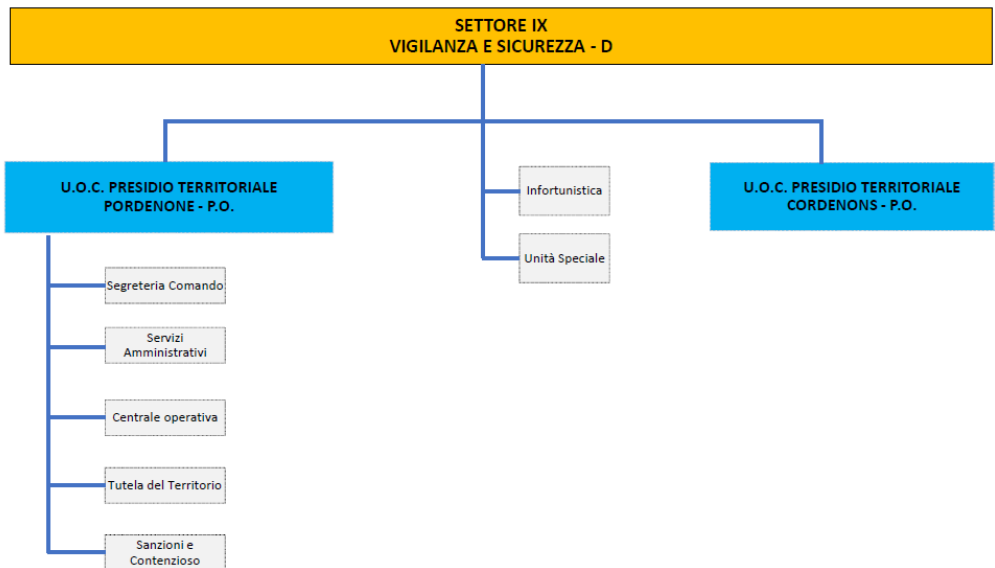 SETTORE IX
VIGILANZA E SICUREZZA - D
U.O.C. PRESIDIO TERRITORIALE
PORDENONE - P.O.
Infortunistica
Unità Speciale
U.O.C. PRESIDIO TERRITORIALE
CORDENONS - P.O.
Segreteria Comando
Servizi
Amministrativi
Centrale operativa
Tutela del Territorio
Sanzioni e
Contenzioso